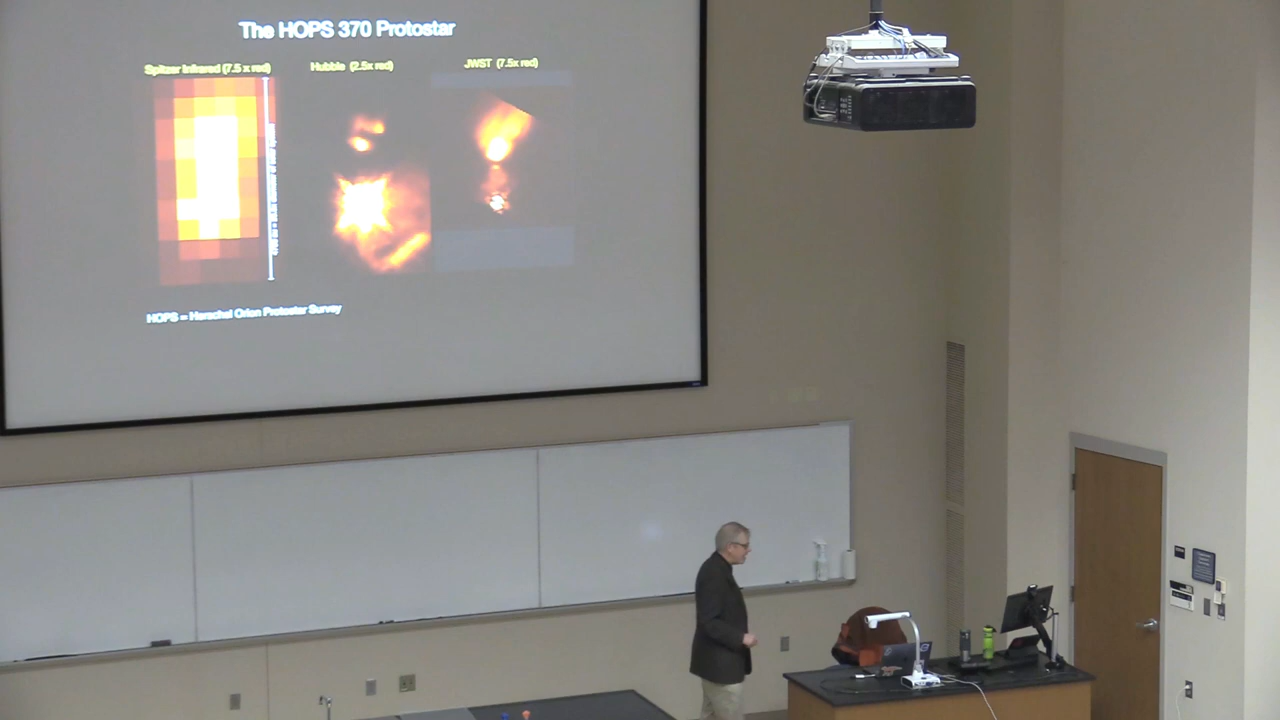 The HOPS 370 Protostar
Spitzer Infrared (7.5 x red)
Hubble (2.5x red)
JWST (7.5x red)
HOPS = Herschel Orion Protostar Survey